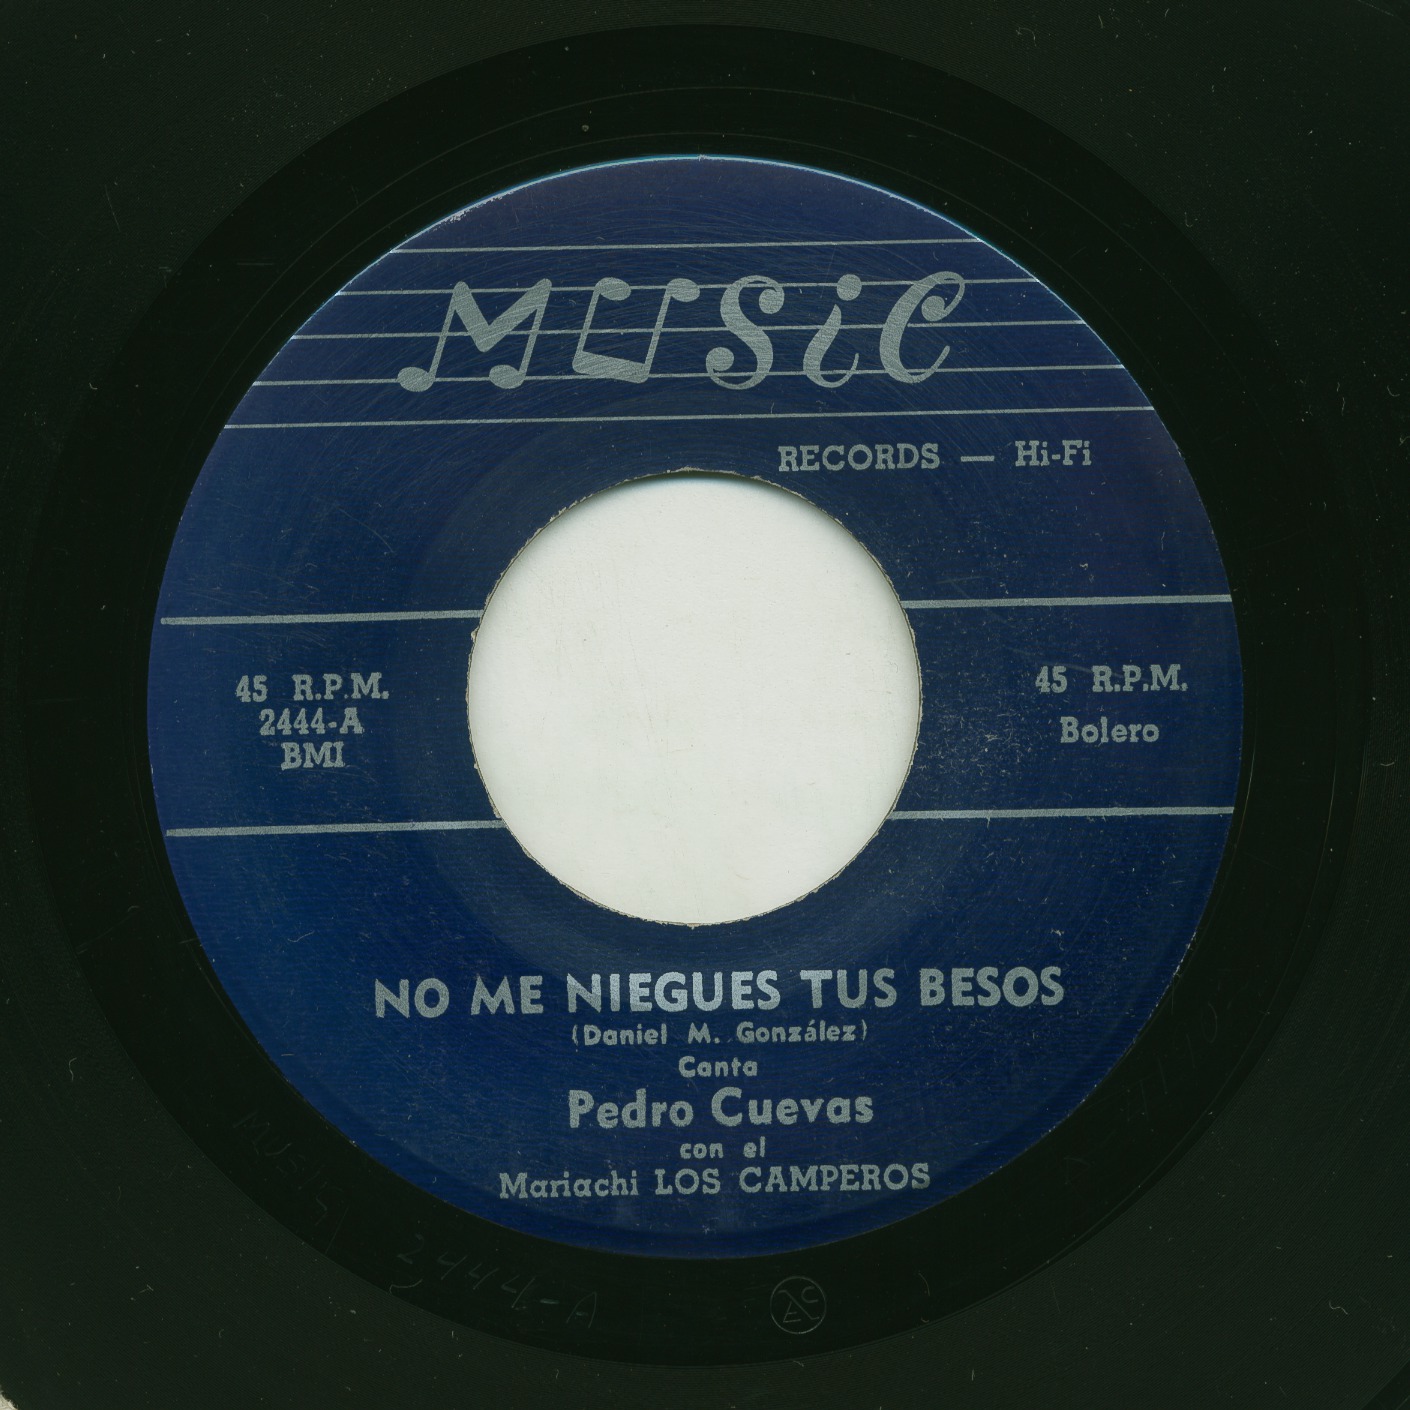 MUSIC
RECORDS — Hi-Fi
45 R.P.M.
2444-A
BMI
45 R.P.M.
Bolero
NO ME NIEGUES TUS BESOS
(Daniel M. González)
Canta
Pedro Cuevas
con el
Mariachi LOS CAMPEROS
MUSIC
2444-A